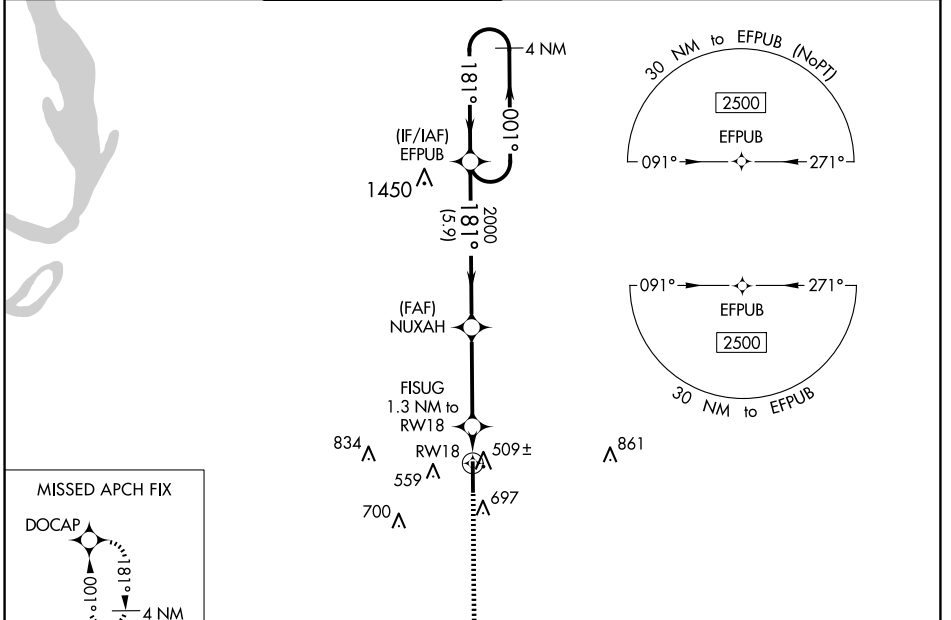 4 NM
181°
001°
(IF/IAF)
EFPUB
1450
2000
181°
(5.9)
(FAF)
NUXAH
FISUG
1.3 NM to
RW18
RW18
509±
834
559
861
700
697
30 NM to EFPUB (NoPT)
2500
EFPUB
091°
271°
091°
271°
EFPUB
2500
30 NM to EFPUB
MISSED APCH FIX
DOCAP
181°
001°
4 NM